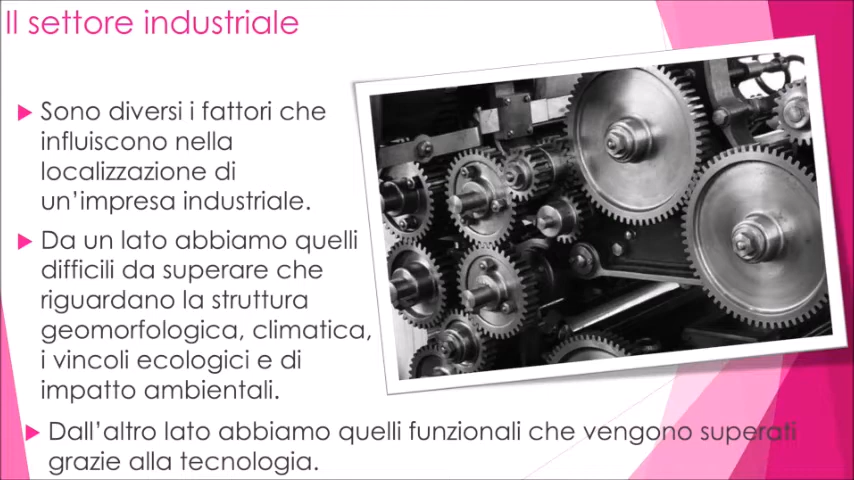 Il settore industriale
Sono diversi i fattori che
influiscono nella
localizzazione di
un'impresa industriale.
Da un lato abbiamo quelli
difficili da superare che
riguardano la struttura
geomorfologica, climatica,
i vincoli ecologici e di
impatto ambientali.
Dall'altro lato abbiamo quelli funzionali che vengono superati
grazie alla tecnologia.